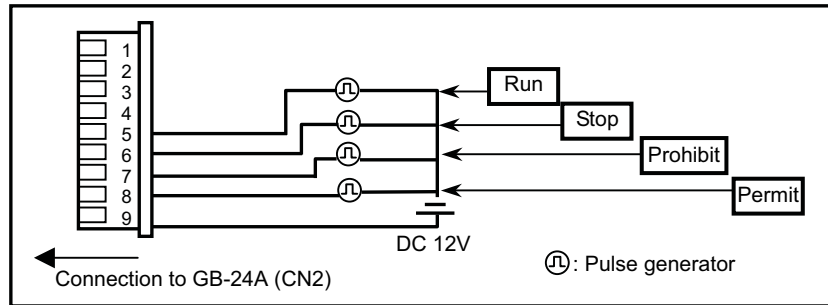 1
2
3
4
5
6
7
8
9
Run
Stop
Prohibit
Permit
DC 12V
Connection to GB-24A (CN2)
: Pulse generator